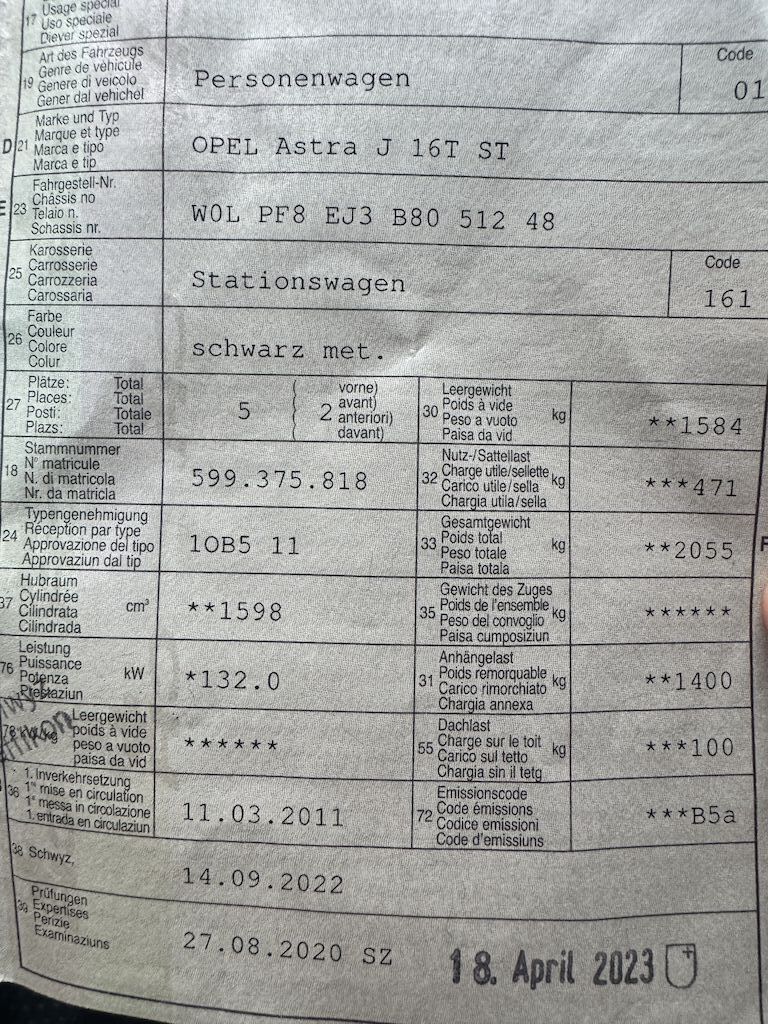 17 Usage spécial
Uso speciale
Diever spezial
Art des Fahrzeugs
Genre de véhicule
19 Genere di veicolo
Gener dal vehichel
Personenwagen
Code
01
Marke und Typ
Marque et type
D 21 Marca e tipo
Marca e tip
OPEL Astra J 16T ST
Fahrgestell-Nr.
Châssis no
E 23 Telaio n.
Schassis nr.
W0L PF8 EJ3 B80 512 48
Karosserie
25 Carrosserie
Carrozzeria
Carossaria
Stationswagen
Code
161
Farbe
26 Couleur
Colore
Colur
schwarz met.
Plätze: Total
27 Places: Total
Posti: Totale
Plazs: Total
5 ( 2 vorne)
avant)
anteriori)
davant)
Leergewicht
30 Poids à vide kg
Peso a vuoto
Paisa da vid
**1584
Stammnummer
18 N° matricule
N. di matricola
Nr. da matricla
599.375.818
Nutz-/Sattellast
32 Charge utile/sellette kg
Carico utile/sella
Chargia utila/sella
***471
Typengenehmigung
24 Réception par type
Approvazione del tipo
Approvaziun dal tip
1OB5 11
Gesamtgewicht
33 Poids total kg
Peso totale
Paisa totala
**2055
F
Hubraum
37 Cylindrée cm³
Cilindrata
Cilindrada
**1598
Gewicht des Zuges
35 Poids de l'ensemble kg
Peso del convoglio
Paisa cumposiziun
******
Leistung
76 Puissance kW
Potenza
Prestaziun
*132.0
Anhängelast
31 Poids remorquable kg
Carico rimorchiato
Chargia annexa
**1400
Leergewicht
78 kW/kg poids à vide
peso a vuoto
paisa da vid
******
Dachlast
55 Charge sur le toit kg
Carico sul tetto
Chargia sin il tetg
***100
1. Inverkehrsetzung
36 1re mise en circulation
1a messa in circolazione
1. entrada en circulaziun
11.03.2011
Emissionscode
72 Code émissions
Codice emissioni
Code d'emissiuns
***B5a
38 Schwyz,
14.09.2022
Prüfungen
39 Expertises
Perizie
Examinaziuns
27.08.2020 SZ
18. April 2023